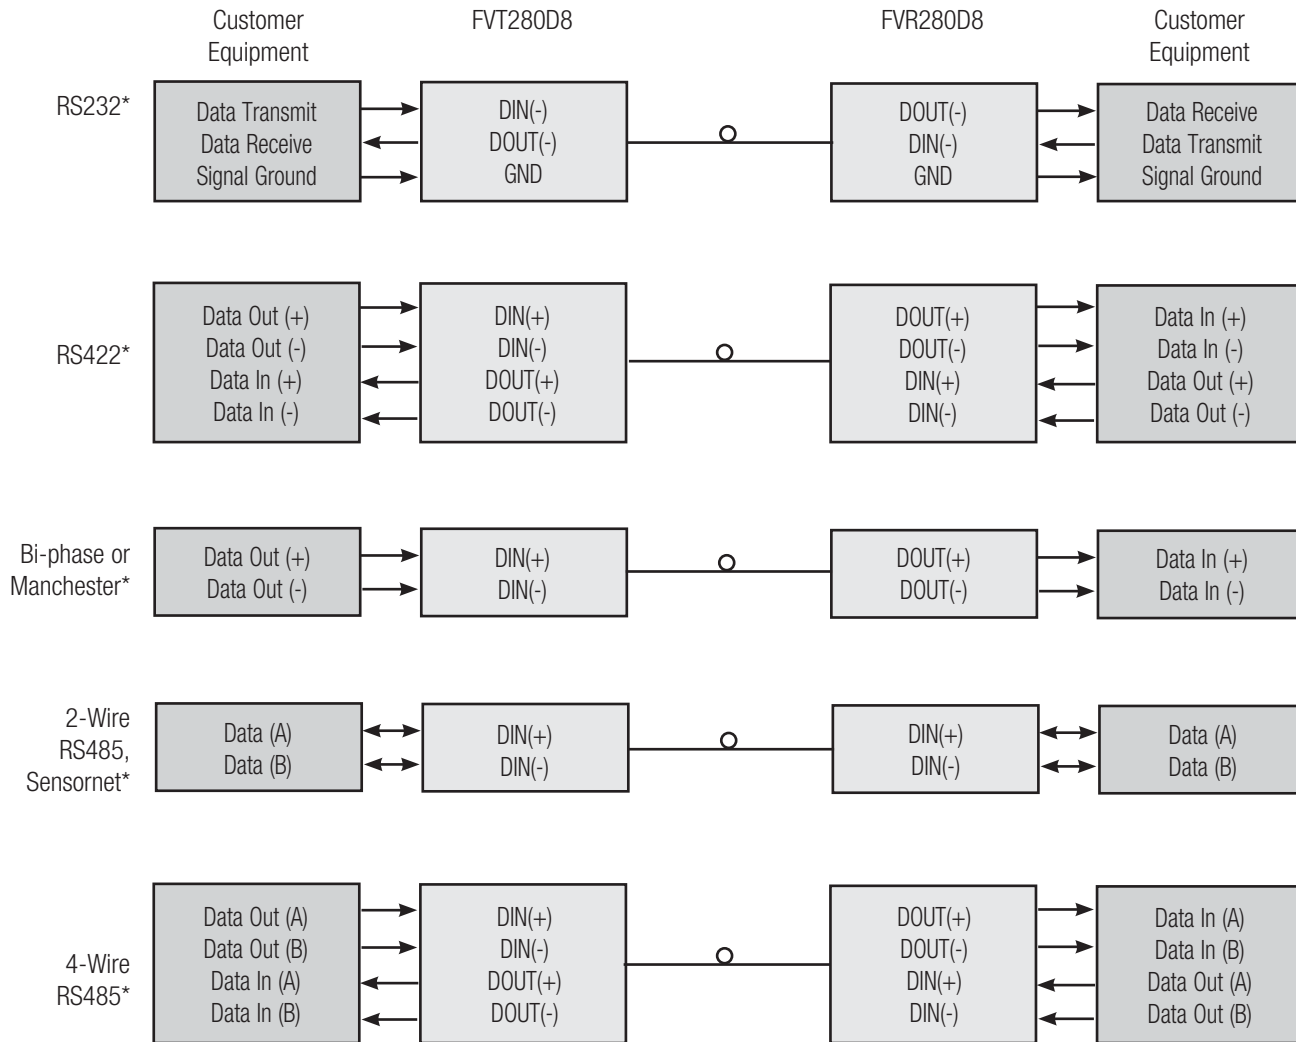 Customer
Equipment
FVT280D8
FVR280D8
Customer
Equipment
RS232*
Data Transmit
Data Receive
Signal Ground
DIN(-)
DOUT(-)
GND
DOUT(-)
DIN(-)
GND
Data Receive
Data Transmit
Signal Ground
RS422*
Data Out (+)
Data Out (-)
Data In (+)
Data In (-)
DIN(+)
DIN(-)
DOUT(+)
DOUT(-)
DOUT(+)
DOUT(-)
DIN(+)
DIN(-)
Data In (+)
Data In (-)
Data Out (+)
Data Out (-)
Bi-phase or
Manchester*
Data Out (+)
Data Out (-)
DIN(+)
DIN(-)
DOUT(+)
DOUT(-)
Data In (+)
Data In (-)
2-Wire
RS485,
Sensornet*
Data (A)
Data (B)
DIN(+)
DIN(-)
DIN(+)
DIN(-)
Data (A)
Data (B)
4-Wire
RS485*
Data Out (A)
Data Out (B)
Data In (A)
Data In (B)
DIN(+)
DIN(-)
DOUT(+)
DOUT(-)
DOUT(+)
DOUT(-)
DIN(+)
DIN(-)
Data In (A)
Data In (B)
Data Out (A)
Data Out (B)